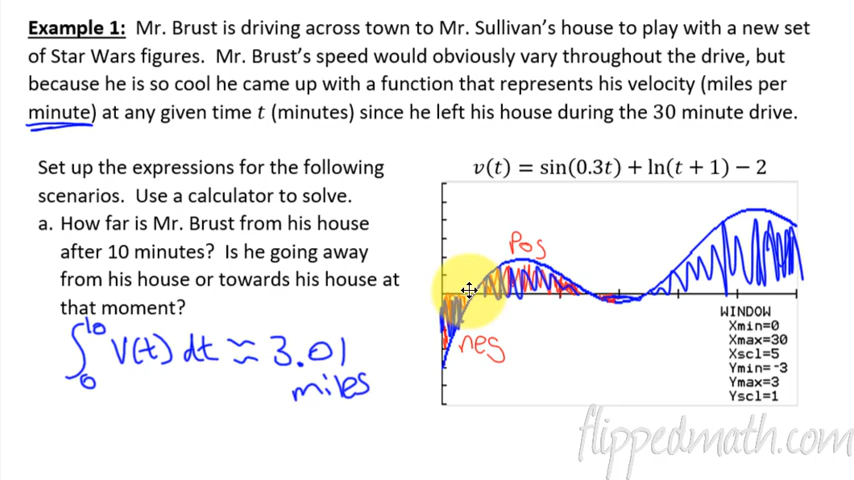 Example 1: Mr. Brust is driving across town to Mr. Sullivan's house to play with a new set
of Star Wars figures. Mr. Brust's speed would obviously vary throughout the drive, but
because he is so cool he came up with a function that represents his velocity (miles per
minute) at any given time t (minutes) since he left his house during the 30 minute drive.
Set up the expressions for the following
scenarios. Use a calculator to solve.
a. How far is Mr. Brust from his house
after 10 minutes? Is he going away
from his house or towards his house at
that moment?
∫₀¹⁰ V(t) dt ≈ 3.01
miles
v(t) = sin(0.3t) + ln(t + 1) − 2
Pos
neg
WINDOW
Xmin=0
Xmax=30
Xscl=5
Ymin=-3
Ymax=3
Yscl=1
flippedmath.com